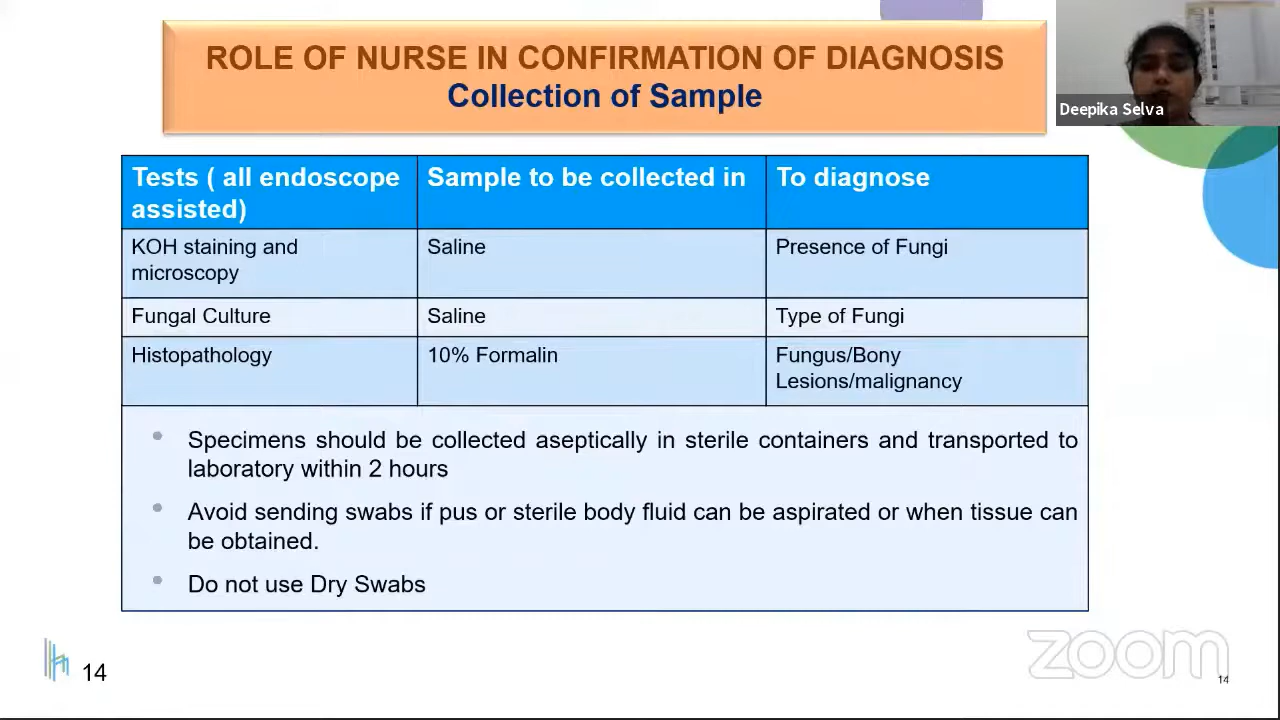 ROLE OF NURSE IN CONFIRMATION OF DIAGNOSIS
Collection of Sample
Deepika Selva
Tests ( all endoscope
assisted)
Sample to be collected in
To diagnose
KOH staining and
microscopy
Saline
Presence of Fungi
Fungal Culture
Saline
Type of Fungi
Histopathology
10% Formalin
Fungus/Bony
Lesions/malignancy
Specimens should be collected aseptically in sterile containers and transported to
laboratory within 2 hours
Avoid sending swabs if pus or sterile body fluid can be aspirated or when tissue can
be obtained.
Do not use Dry Swabs
14
zoom
14